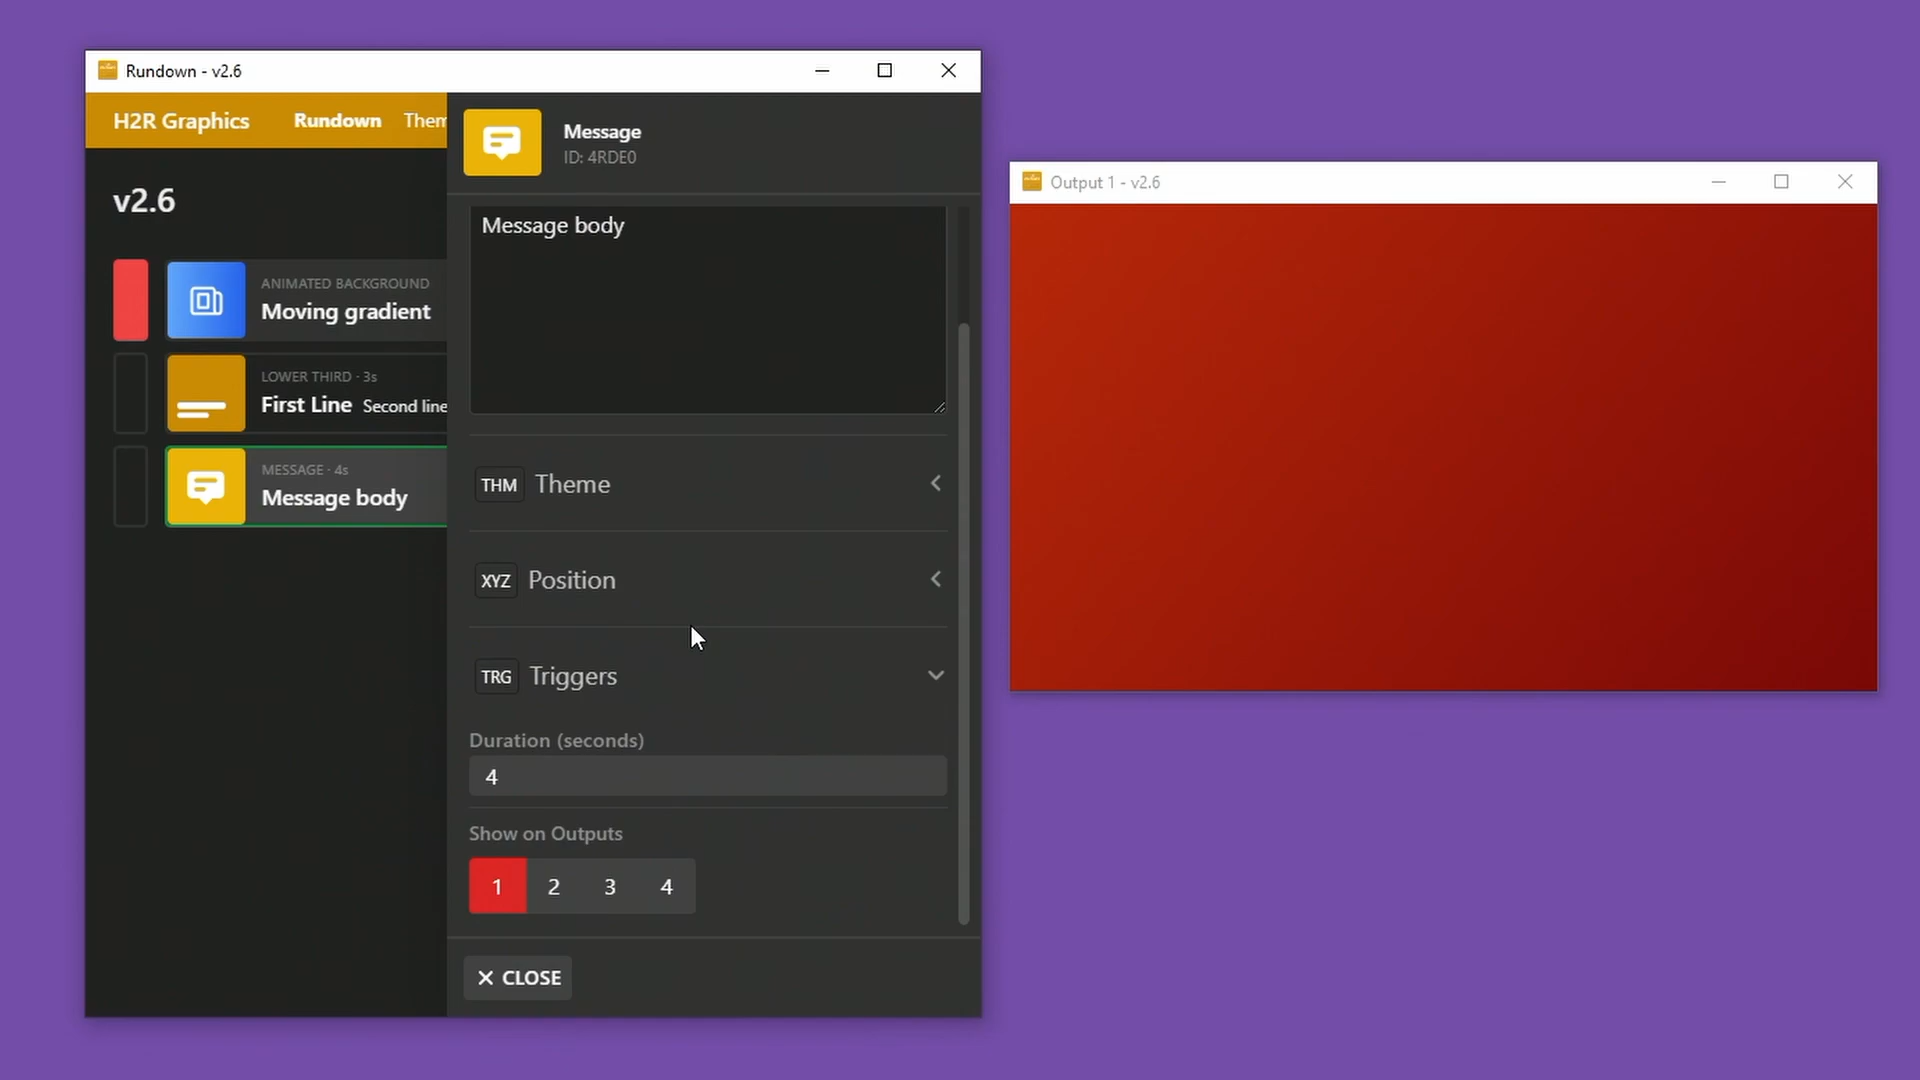 Rundown - v2.6
H2R Graphics Rundown Them
v2.6
ANIMATED BACKGROUND
Moving gradient
LOWER THIRD · 3s
First Line Second line
MESSAGE · 4s
Message body
Message
ID: 4RDE0
Message body
THM Theme
XYZ Position
TRG Triggers
Duration (seconds)
4
Show on Outputs
1 2 3 4
CLOSE
Output 1 - v2.6